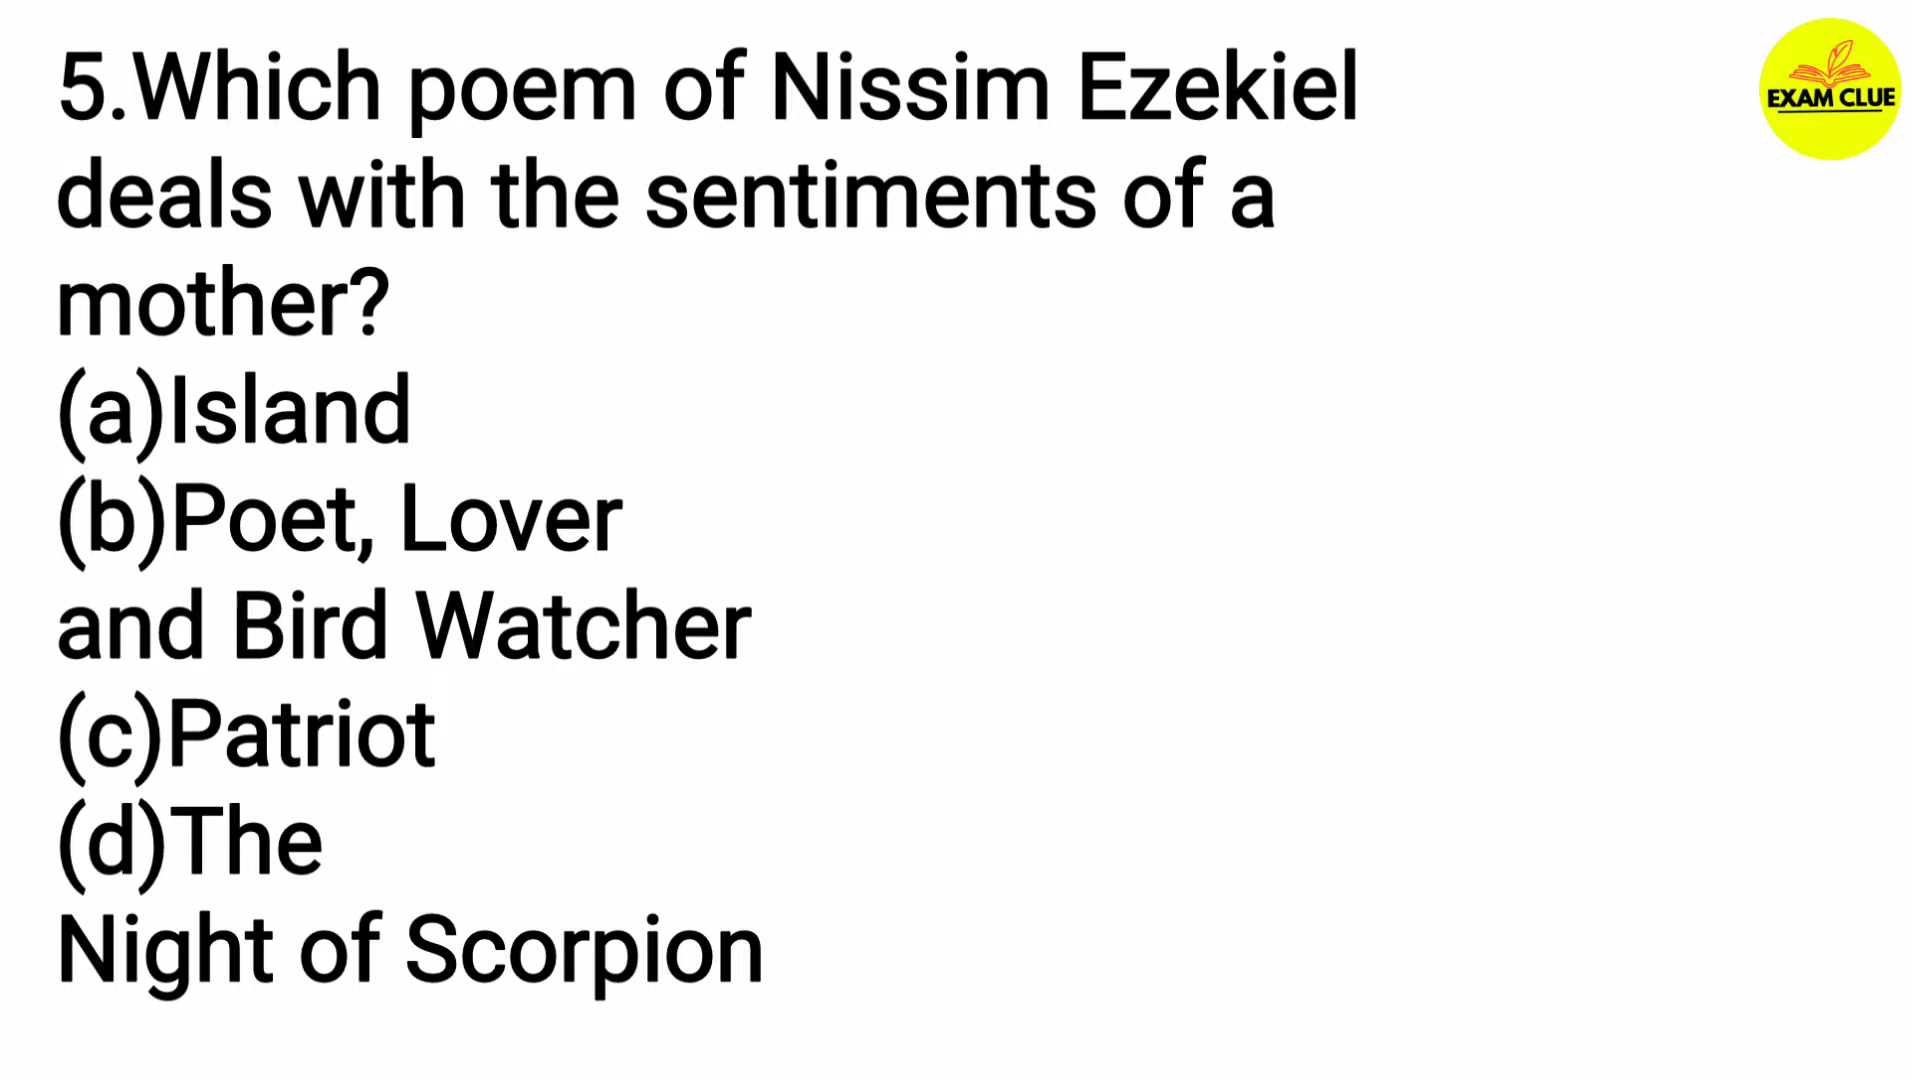 5.Which poem of Nissim Ezekiel
deals with the sentiments of a
mother?
(a)Island
(b)Poet, Lover
and Bird Watcher
(c)Patriot
(d)The
Night of Scorpion
EXAM CLUE